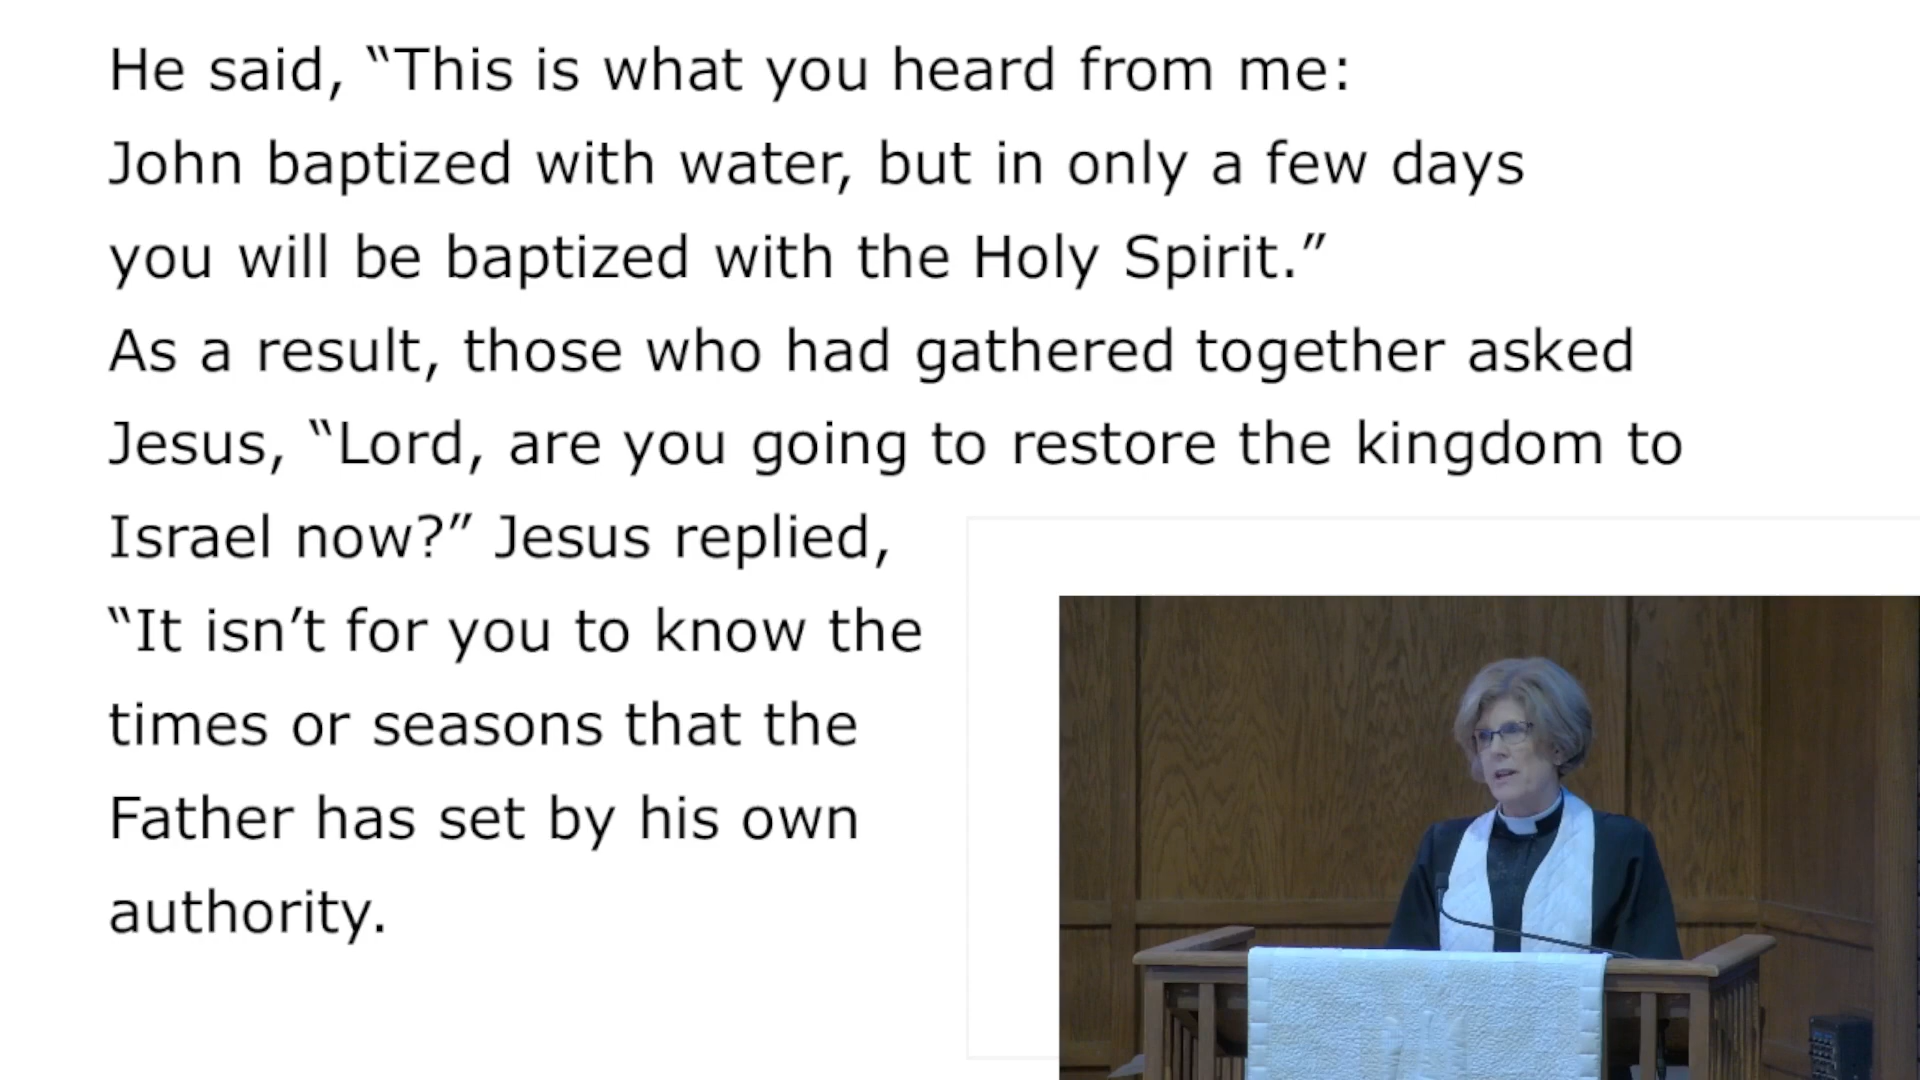 He said, “This is what you heard from me:
John baptized with water, but in only a few days
you will be baptized with the Holy Spirit.”
As a result, those who had gathered together asked
Jesus, “Lord, are you going to restore the kingdom to
Israel now?” Jesus replied,
“It isn’t for you to know the
times or seasons that the
Father has set by his own
authority.